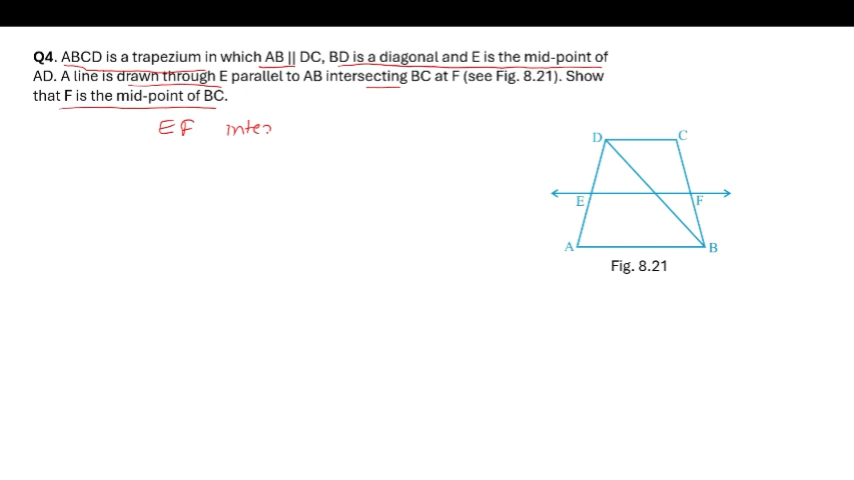 Q4. ABCD is a trapezium in which AB || DC, BD is a diagonal and E is the mid-point of
AD. A line is drawn through E parallel to AB intersecting BC at F (see Fig. 8.21). Show
that F is the mid-point of BC.
EF inte
D C
E F
A B
Fig. 8.21